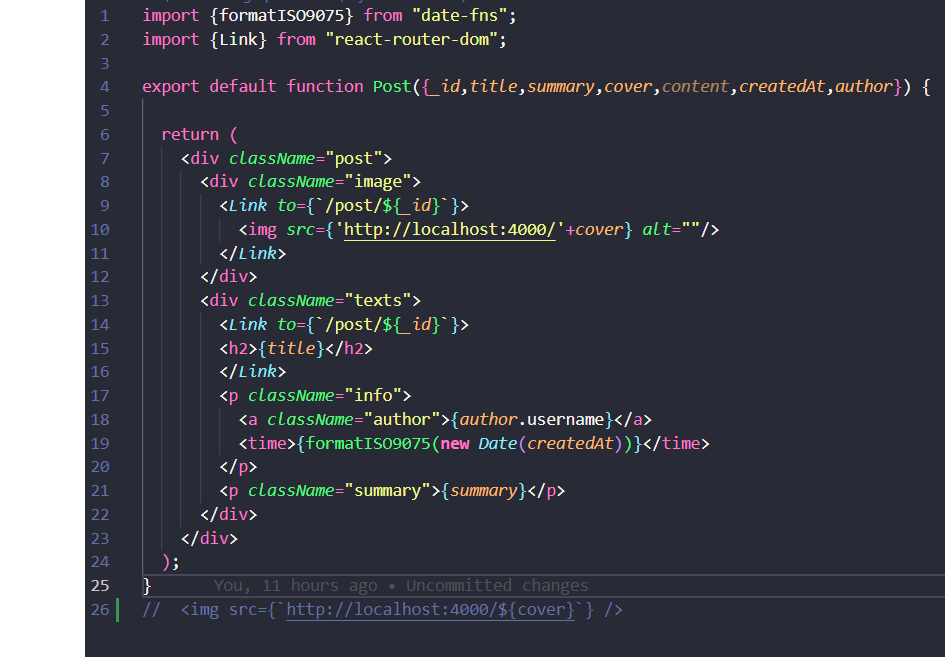 1 import {formatISO9075} from "date-fns";
2 import {Link} from "react-router-dom";
3
4 export default function Post({_id,title,summary,cover,content,createdAt,author}) {
5
6   return (
7     <div className="post">
8       <div className="image">
9         <Link to={`/post/${_id}`}>
10           <img src={'http://localhost:4000/'+cover} alt=""/>
11         </Link>
12       </div>
13       <div className="texts">
14         <Link to={`/post/${_id}`}>
15         <h2>{title}</h2>
16         </Link>
17         <p className="info">
18           <a className="author">{author.username}</a>
19           <time>{formatISO9075(new Date(createdAt))}</time>
20         </p>
21         <p className="summary">{summary}</p>
22       </div>
23     </div>
24   );
25 }      You, 11 hours ago • Uncommitted changes
26 //  <img src={`http://localhost:4000/${cover}`} />